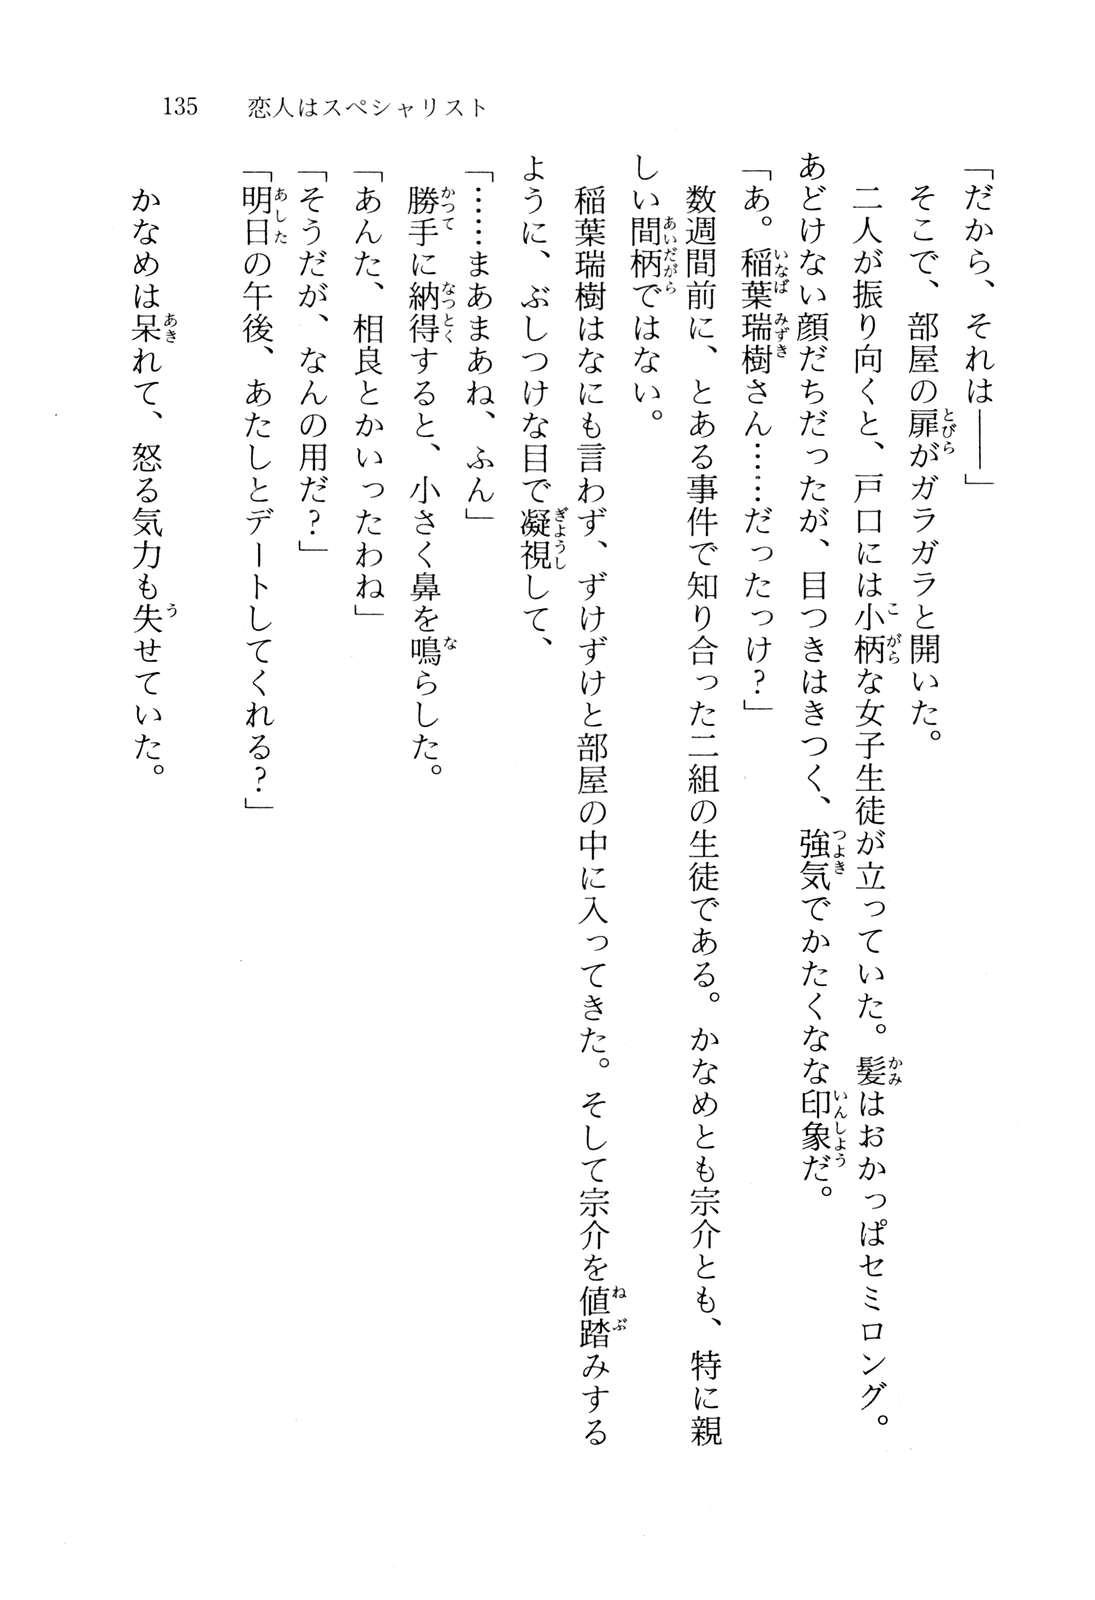 135　恋人はスペシャリスト
「だから、それは――」
　そこで、部屋の扉がガラガラと開いた。
　二人が振り向くと、戸口には小柄な女子生徒が立っていた。髪はおかっぱセミロング。
あどけない顔だちだったが、目つきはきつく、強気でかたくなな印象だ。
「あ。稲葉瑞樹さん……だったっけ？」
　数週間前に、とある事件で知り合った二組の生徒である。かなめとも宗介とも、特に親
しい間柄ではない。
　稲葉瑞樹はなにも言わず、ずけずけと部屋の中に入ってきた。そして宗介を値踏みする
ように、ぶしつけな目で凝視して、
「……まあまあね、ふん」
　勝手に納得すると、小さく鼻を鳴らした。
「あんた、相良とかいったわね」
「そうだが、なんの用だ？」
「明日の午後、あたしとデートしてくれる？」
　かなめは呆れて、怒る気力も失せていた。